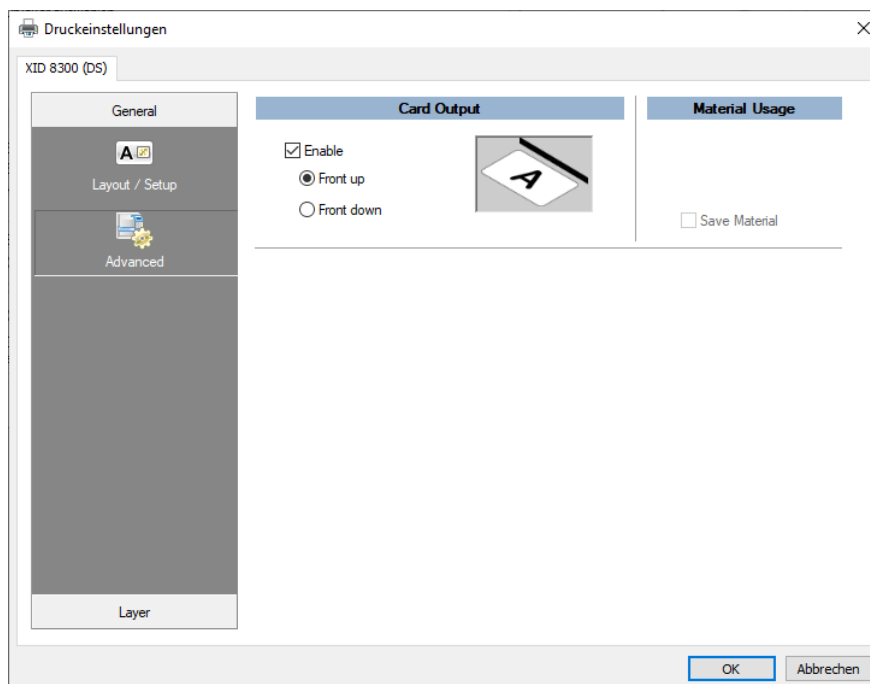 Druckeinstellungen
XID 8300 (DS)
General
A
Layout / Setup
Advanced
Layer
Card Output
Enable
Front up
Front down
A
Material Usage
Save Material
OK
Abbrechen